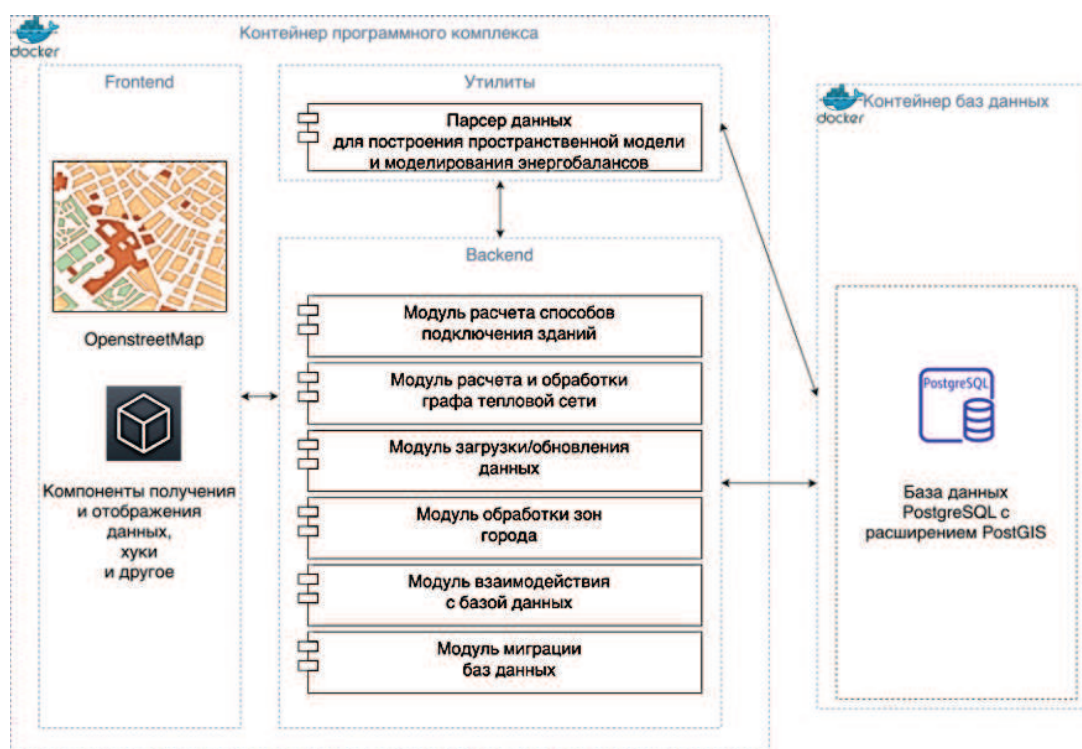 docker
Контейнер программного комплекса
Frontend
OpenstreetMap
Компоненты получения
и отображения
данных,
хуки
и другое
Утилиты
Парсер данных
для построения пространственной модели
и моделирования энергобалансов
Backend
Модуль расчета способов
подключения зданий
Модуль расчета и обработки
графа тепловой сети
Модуль загрузки/обновления
данных
Модуль обработки зон
города
Модуль взаимодействия
с базой данных
Модуль миграции
баз данных
docker
Контейнер баз данных
PostgreSQL
База данных
PostgreSQL с
расширением PostGIS